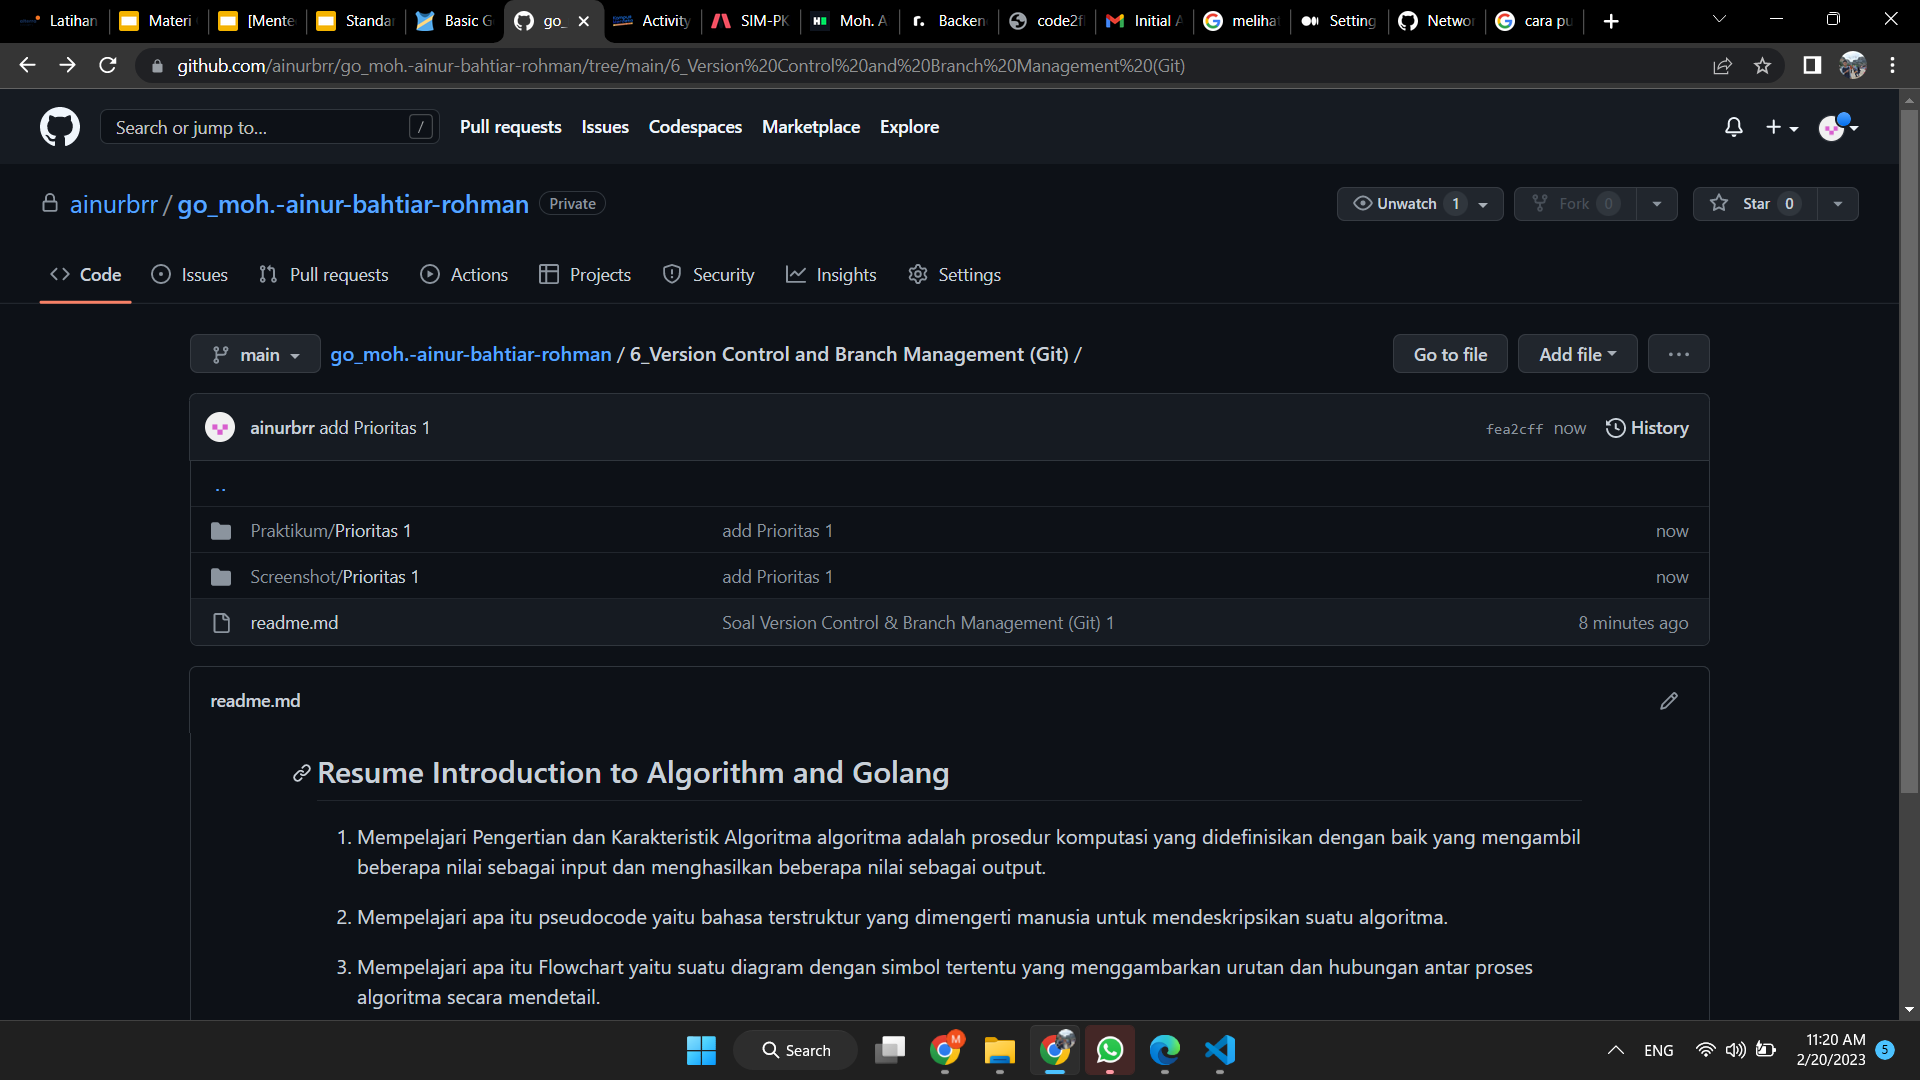 Latihan
Materi
[Mente
Standar
Basic G
go_
Activity
SIM-PK
Moh. A
Backen
code2fl
Initial A
melihat
Setting
Networ
cara pu
github.com/ainurbrr/go_moh.-ainur-bahtiar-rohman/tree/main/6_Version%20Control%20and%20Branch%20Management%20(Git)
Search or jump to... /
Pull requests Issues Codespaces Marketplace Explore
ainurbrr / go_moh.-ainur-bahtiar-rohman Private
Unwatch 1 Fork 0 Star 0
Code Issues Pull requests Actions Projects Security Insights Settings
main go_moh.-ainur-bahtiar-rohman / 6_Version Control and Branch Management (Git) /
Go to file Add file ...
ainurbrr add Prioritas 1 fea2cff now History
..
Praktikum/Prioritas 1 add Prioritas 1 now
Screenshot/Prioritas 1 add Prioritas 1 now
readme.md Soal Version Control & Branch Management (Git) 1 8 minutes ago
readme.md
Resume Introduction to Algorithm and Golang
1. Mempelajari Pengertian dan Karakteristik Algoritma algoritma adalah prosedur komputasi yang didefinisikan dengan baik yang mengambil
beberapa nilai sebagai input dan menghasilkan beberapa nilai sebagai output.
2. Mempelajari apa itu pseudocode yaitu bahasa terstruktur yang dimengerti manusia untuk mendeskripsikan suatu algoritma.
3. Mempelajari apa itu Flowchart yaitu suatu diagram dengan simbol tertentu yang menggambarkan urutan dan hubungan antar proses
algoritma secara mendetail.
Search
M
ENG
11:20 AM
2/20/2023
5